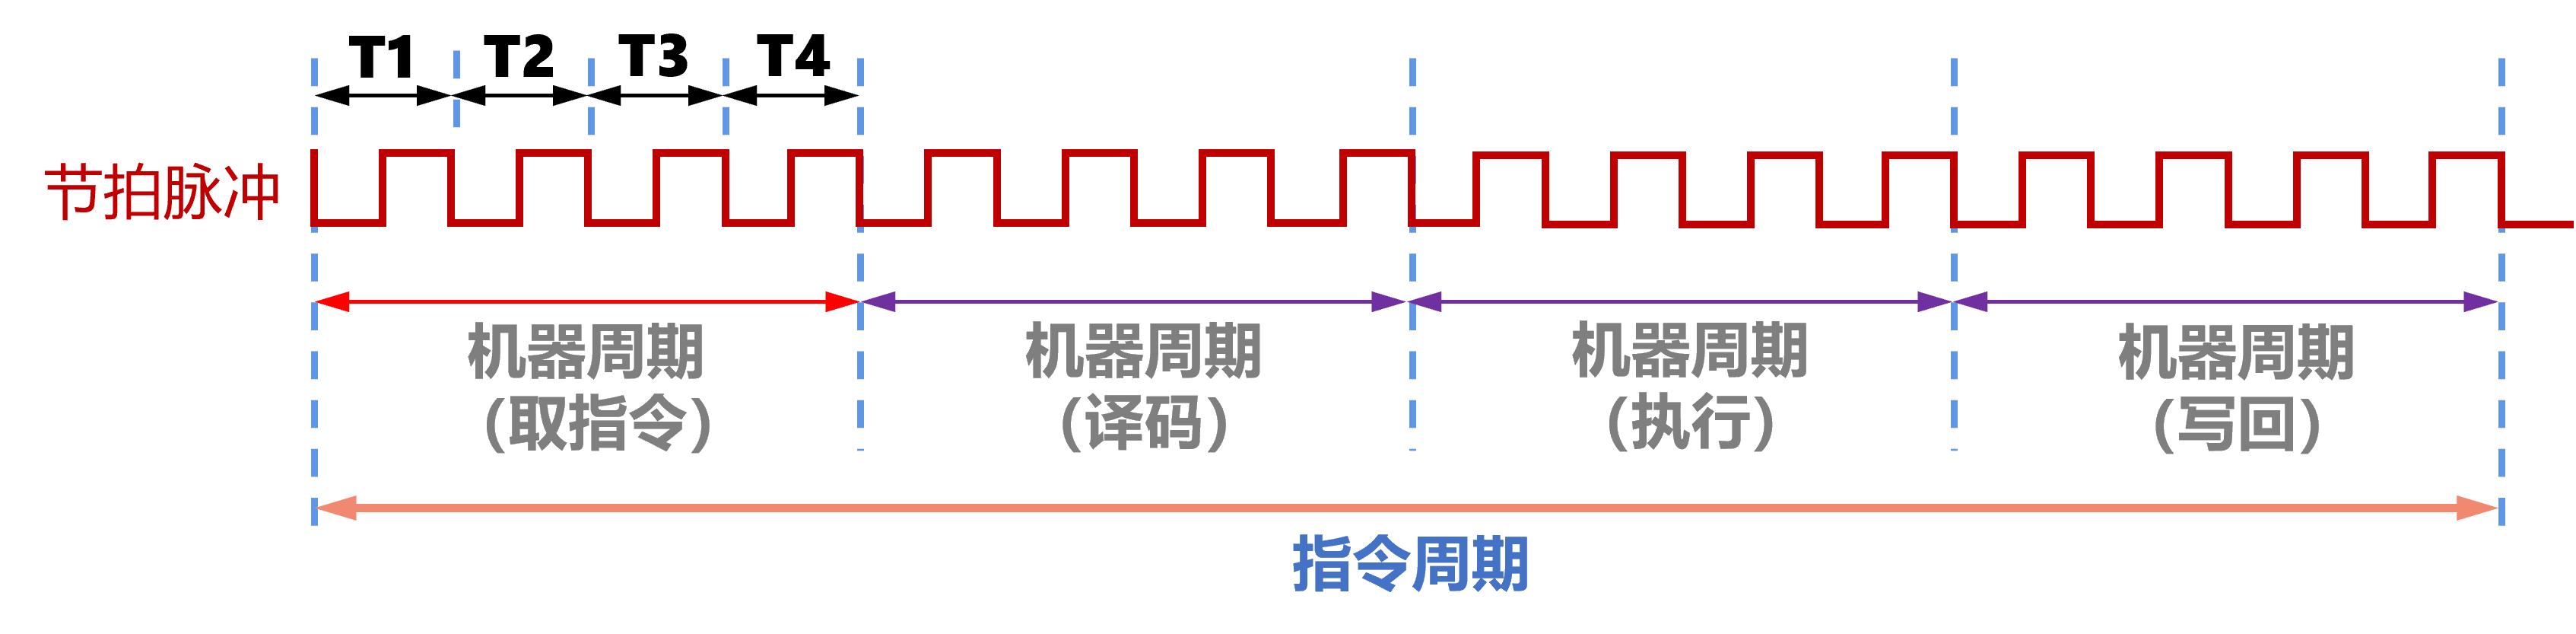 T1 T2 T3 T4
节拍脉冲
机器周期 机器周期 机器周期 机器周期
(取指令) (译码) (执行) (写回)
指令周期